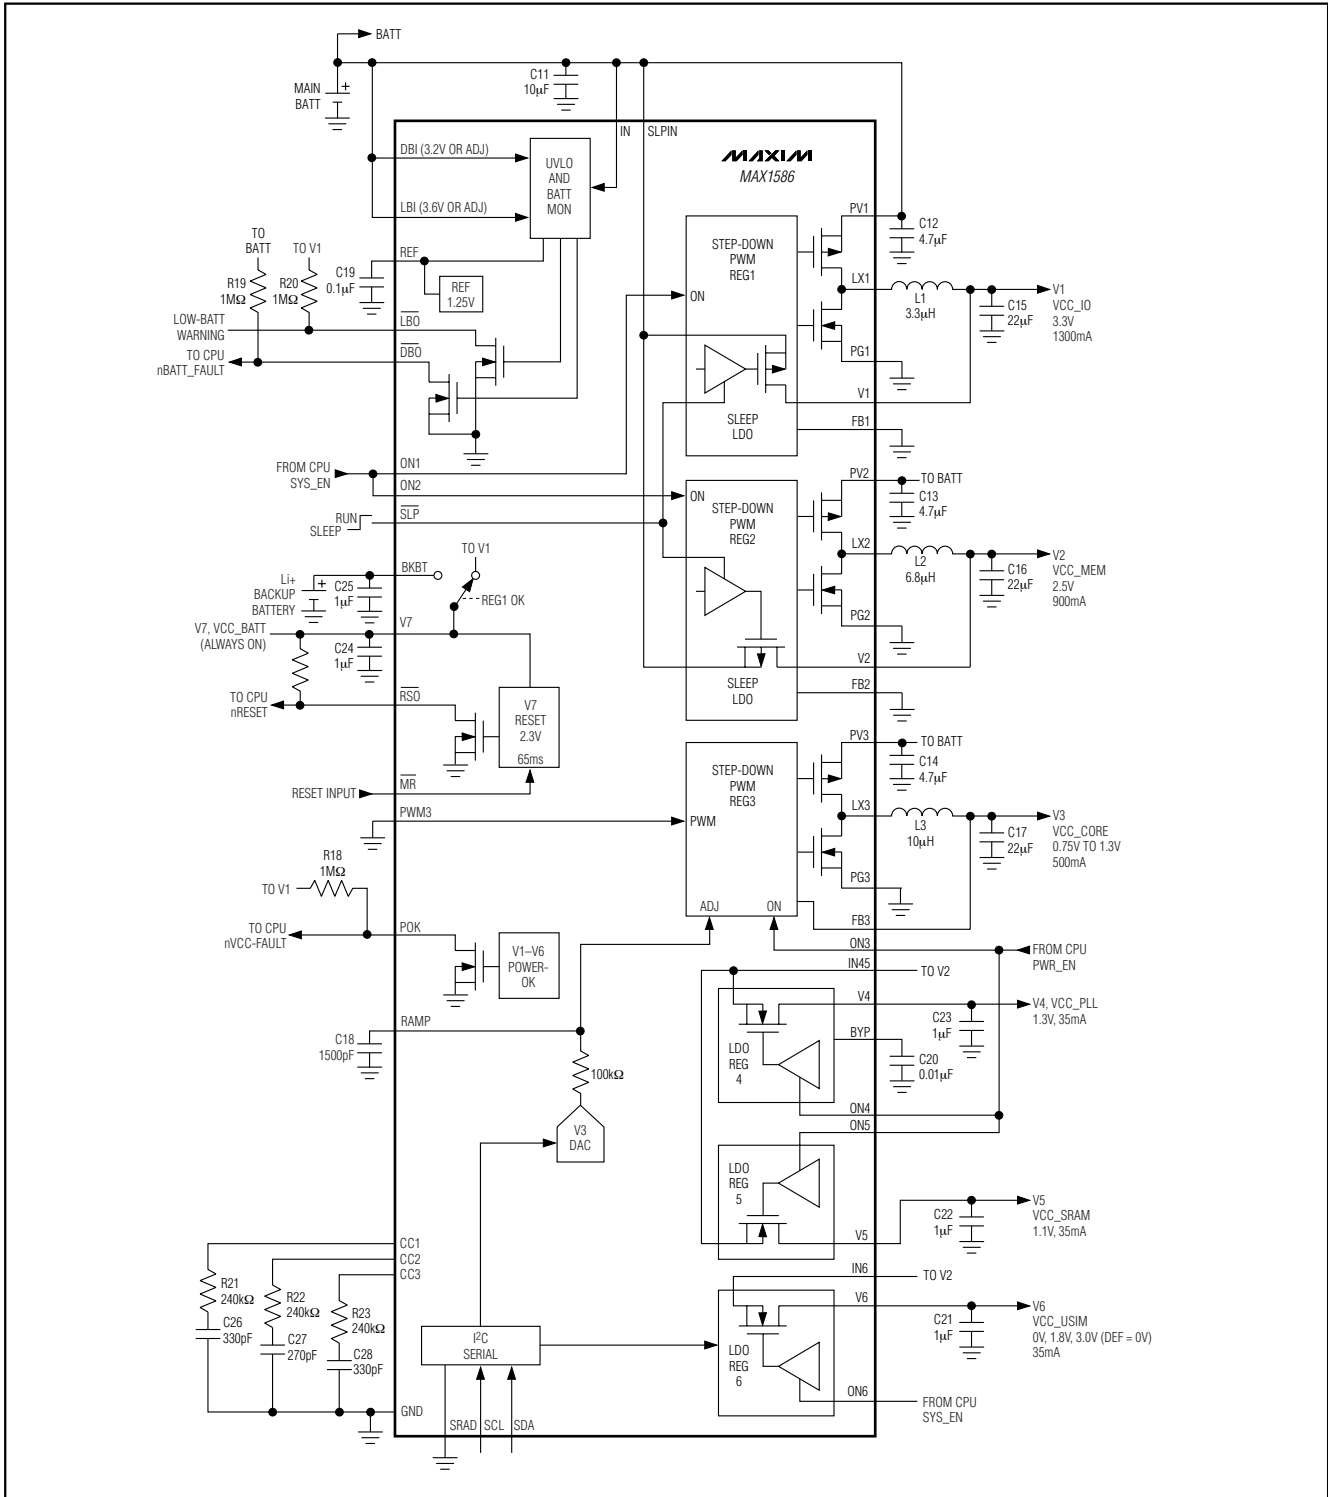 BATT
MAIN
BATT
C11
10µF
IN
SLPIN
DBI (3.2V OR ADJ)
LBI (3.6V OR ADJ)
UVLO
AND
BATT
MON
MAXIM
MAX1586
TO
BATT
TO V1
R19
1MΩ
R20
1MΩ
C19
0.1µF
REF
REF
1.25V
LOW-BATT
WARNING
LBO
TO CPU
nBATT_FAULT
DBO
STEP-DOWN
PWM
REG1
ON
SLEEP
LDO
PV1
C12
4.7µF
LX1
L1
3.3µH
C15
22µF
V1
VCC_IO
3.3V
1300mA
PG1
V1
FB1
FROM CPU
SYS_EN
ON1
ON2
RUN
SLEEP
SLP
ON
STEP-DOWN
PWM
REG2
SLEEP
LDO
PV2
TO BATT
C13
4.7µF
LX2
L2
6.8µH
C16
22µF
V2
VCC_MEM
2.5V
900mA
PG2
V2
FB2
Li+
BACKUP
BATTERY
C25
1µF
BKBT
TO V1
REG1 OK
V7, VCC_BATT
(ALWAYS ON)
C24
1µF
V7
TO CPU
nRESET
RSO
V7
RESET
2.3V
65ms
RESET INPUT
MR
PWM3
STEP-DOWN
PWM
REG3
PWM
ADJ
ON
PV3
TO BATT
C14
4.7µF
LX3
L3
10µH
C17
22µF
V3
VCC_CORE
0.75V TO 1.3V
500mA
PG3
FB3
R18
1MΩ
TO V1
TO CPU
nVCC-FAULT
POK
V1–V6
POWER-
OK
ON3
FROM CPU
PWR_EN
IN45
TO V2
RAMP
C18
1500pF
100kΩ
V3
DAC
LDO
REG
4
V4
V4, VCC_PLL
1.3V, 35mA
C23
1µF
BYP
C20
0.01µF
ON4
ON5
LDO
REG
5
V5
C22
1µF
V5
VCC_SRAM
1.1V, 35mA
CC1
CC2
CC3
R21
240kΩ
R22
240kΩ
R23
240kΩ
C26
330pF
C27
270pF
C28
330pF
I²C
SERIAL
IN6
TO V2
LDO
REG
6
V6
C21
1µF
V6
VCC_USIM
0V, 1.8V, 3.0V (DEF = 0V)
35mA
ON6
FROM CPU
SYS_EN
GND
SRAD
SCL
SDA